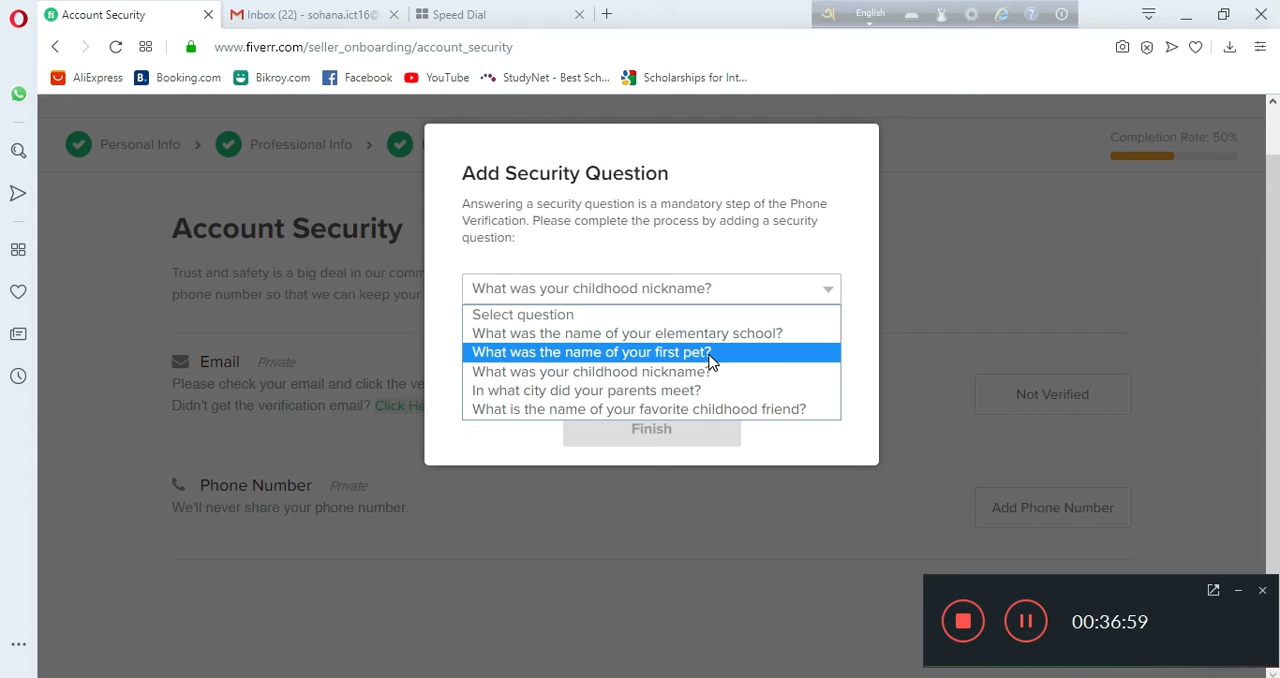 Account Security
Inbox (22) - sohana.ict16@
Speed Dial
English
www.fiverr.com/seller_onboarding/account_security
AliExpress
Booking.com
Bikroy.com
Facebook
YouTube
StudyNet - Best Sch...
Scholarships for Int...
Personal Info
Professional Info
Completion Rate: 50%
Account Security
Trust and safety is a big deal in our comm
phone number so that we can keep your
Email Private
Please check your email and click the ve
Didn't get the verification email? Click He
Not Verified
Phone Number Private
We'll never share your phone number.
Add Phone Number
Add Security Question
Answering a security question is a mandatory step of the Phone
Verification. Please complete the process by adding a security
question:
What was your childhood nickname?
Select question
What was the name of your elementary school?
What was the name of your first pet?
What was your childhood nickname?
In what city did your parents meet?
What is the name of your favorite childhood friend?
Finish
00:36:59